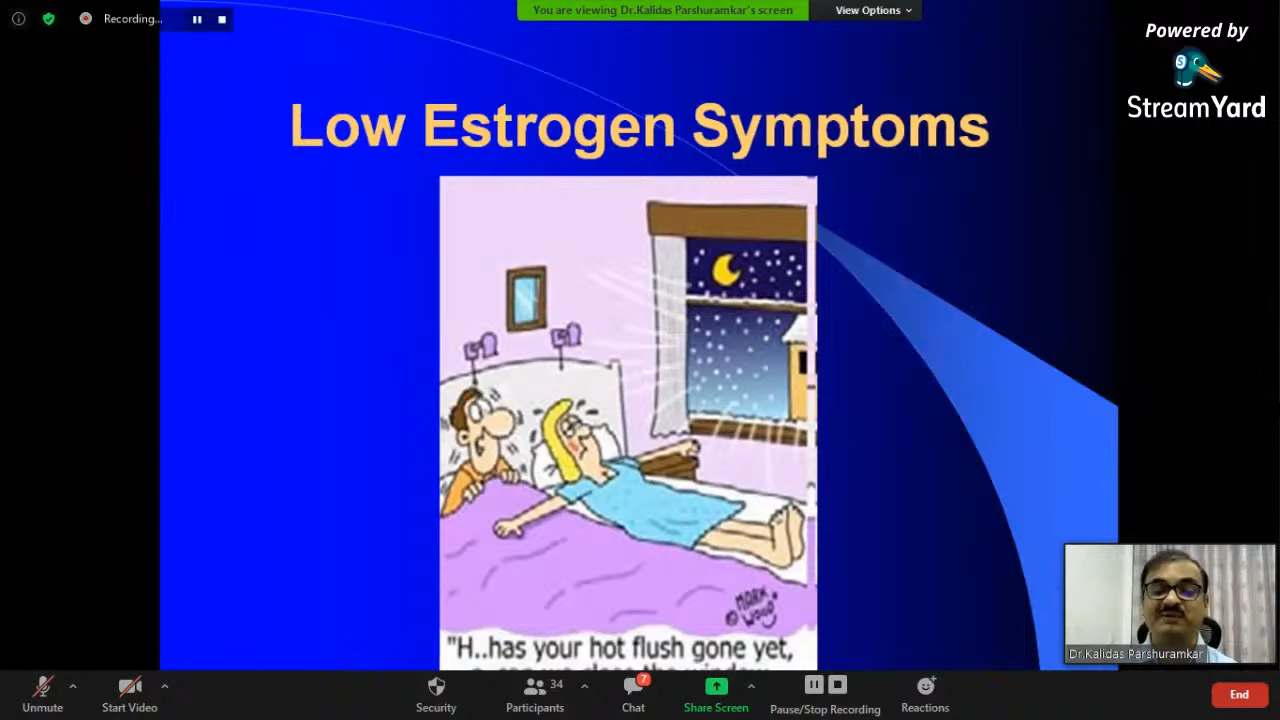 Recording...
You are viewing Dr.Kalidas Parshuramkar's screen
View Options
Powered by
StreamYard
Low Estrogen Symptoms
© MARK WOOD
"H..has your hot flush gone yet,
Dr.Kalidas Parshuramkar
Unmute
Start Video
Security
34
Participants
7
Chat
Share Screen
Pause/Stop Recording
Reactions
End